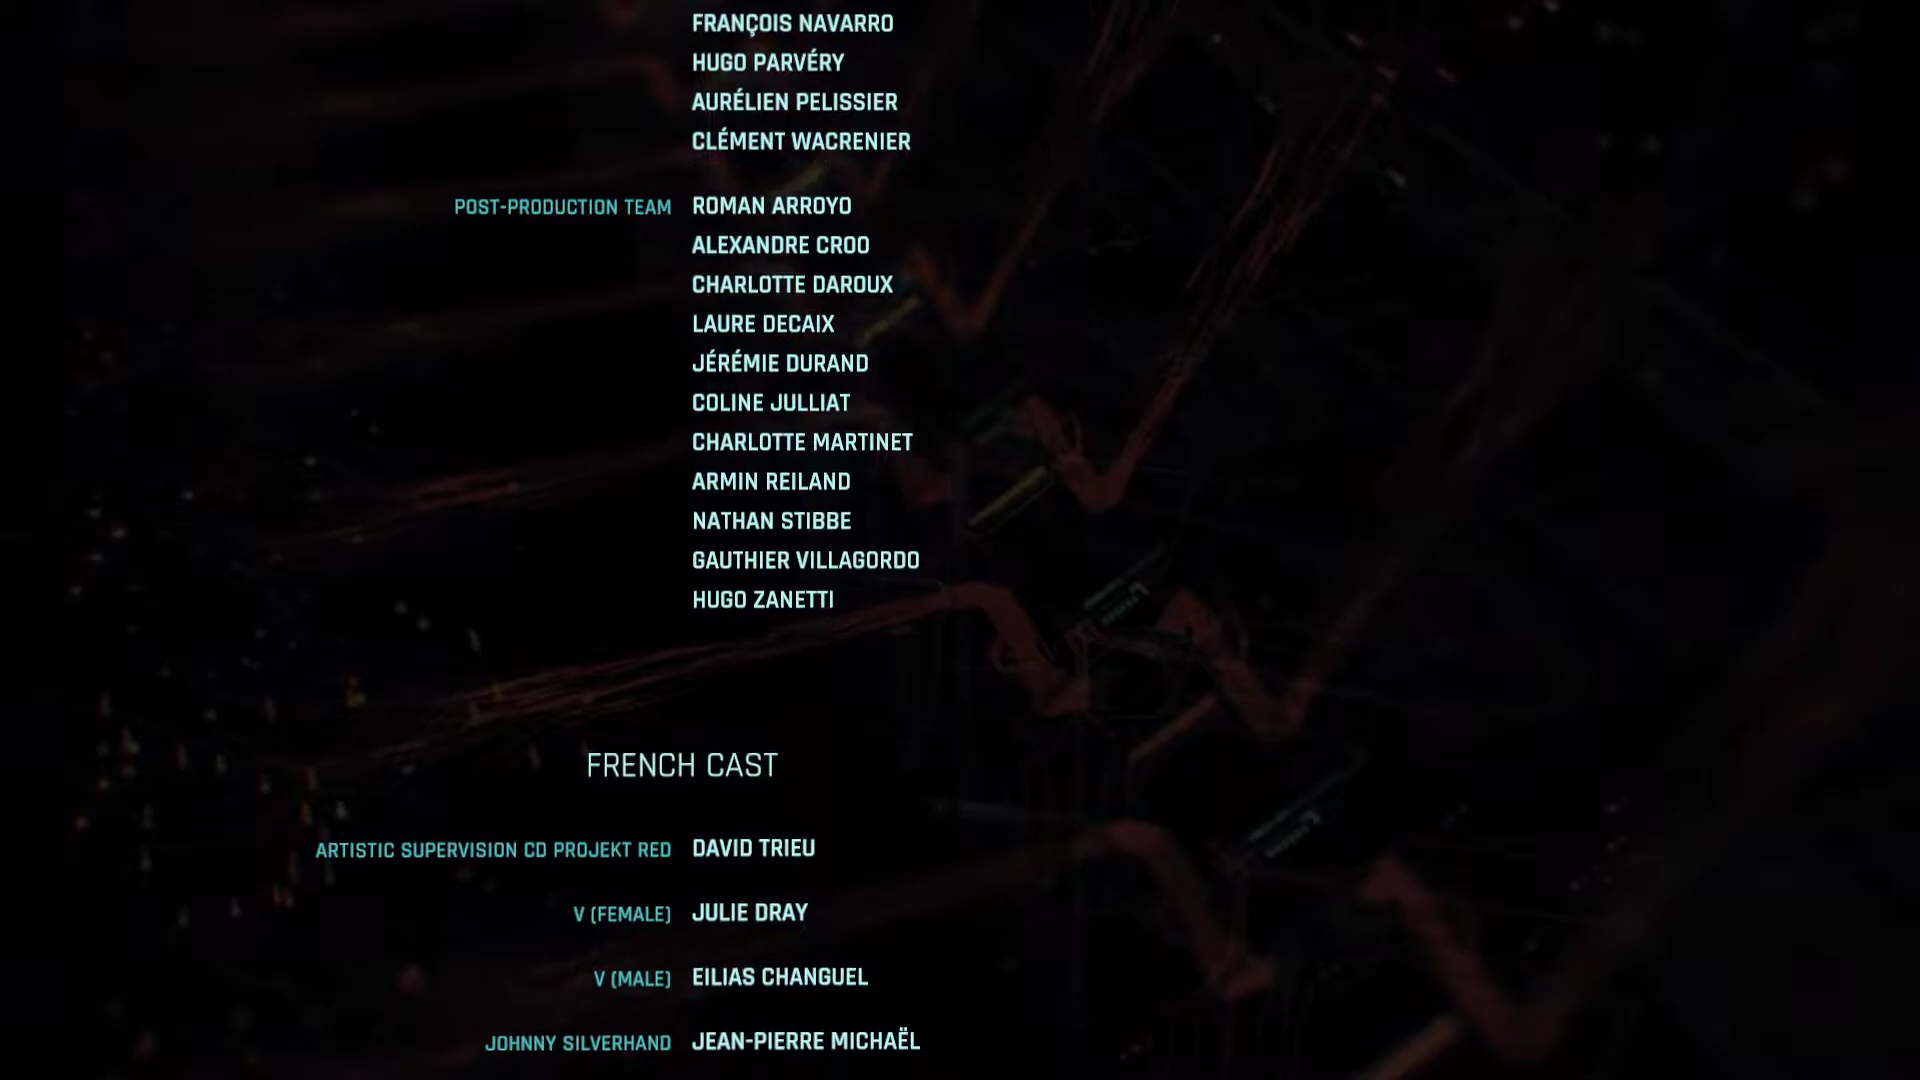 FRANÇOIS NAVARRO
HUGO PARVÉRY
AURÉLIEN PELISSIER
CLÉMENT WACRENIER
POST-PRODUCTION TEAM ROMAN ARROYO
ALEXANDRE CROO
CHARLOTTE DAROUX
LAURE DECAIX
JÉRÉMIE DURAND
COLINE JULLIAT
CHARLOTTE MARTINET
ARMIN REILAND
NATHAN STIBBE
GAUTHIER VILLAGORDO
HUGO ZANETTI
FRENCH CAST
ARTISTIC SUPERVISION CD PROJEKT RED DAVID TRIEU
V (FEMALE) JULIE DRAY
V (MALE) EILIAS CHANGUEL
JOHNNY SILVERHAND JEAN-PIERRE MICHAËL